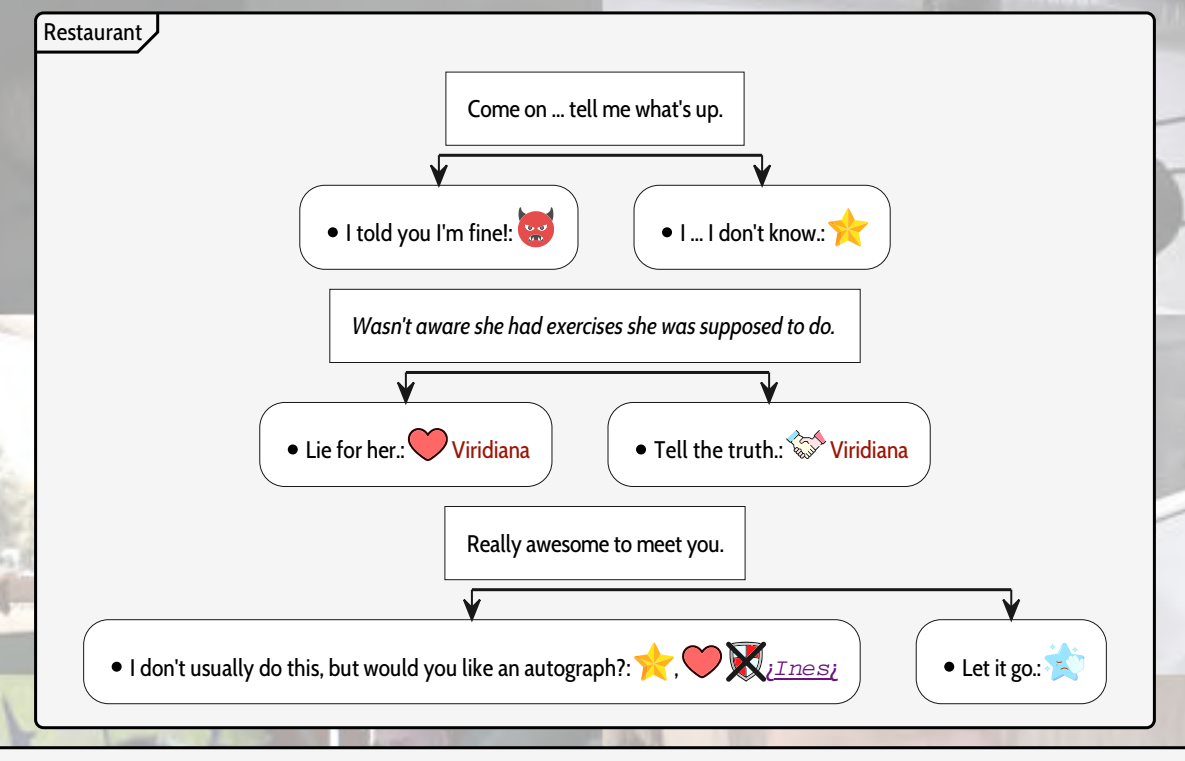 Restaurant
Come on ... tell me what's up.
• I told you I'm fine!:
• I ... I don't know.:
Wasn't aware she had exercises she was supposed to do.
• Lie for her.: Viridiana
• Tell the truth.: Viridiana
Really awesome to meet you.
• I don't usually do this, but would you like an autograph?: , ¡Ines¡
• Let it go.: